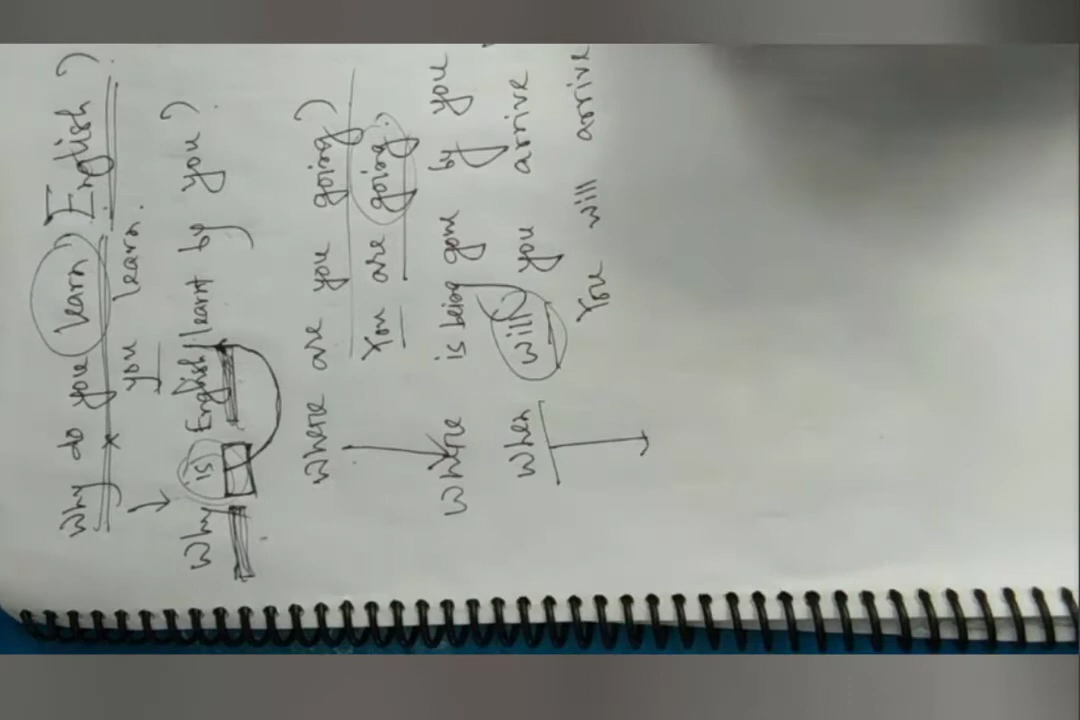 Why do you learn English ?
you learn.
Why is English learnt by you ?
Where are you going ?
You are going.
Where is being gone by you
When will you arrive
You will arrive